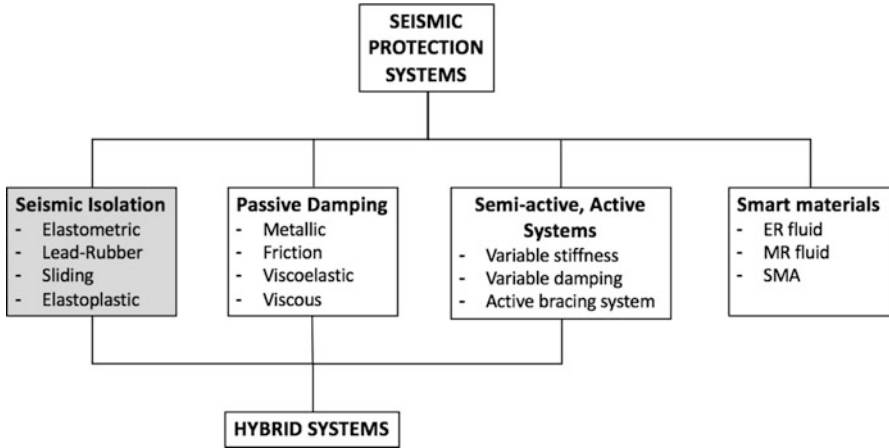 SEISMIC
PROTECTION
SYSTEMS
Seismic Isolation
- Elastometric
- Lead-Rubber
- Sliding
- Elastoplastic
Passive Damping
- Metallic
- Friction
- Viscoelastic
- Viscous
Semi-active, Active
Systems
- Variable stiffness
- Variable damping
- Active bracing system
Smart materials
- ER fluid
- MR fluid
- SMA
HYBRID SYSTEMS